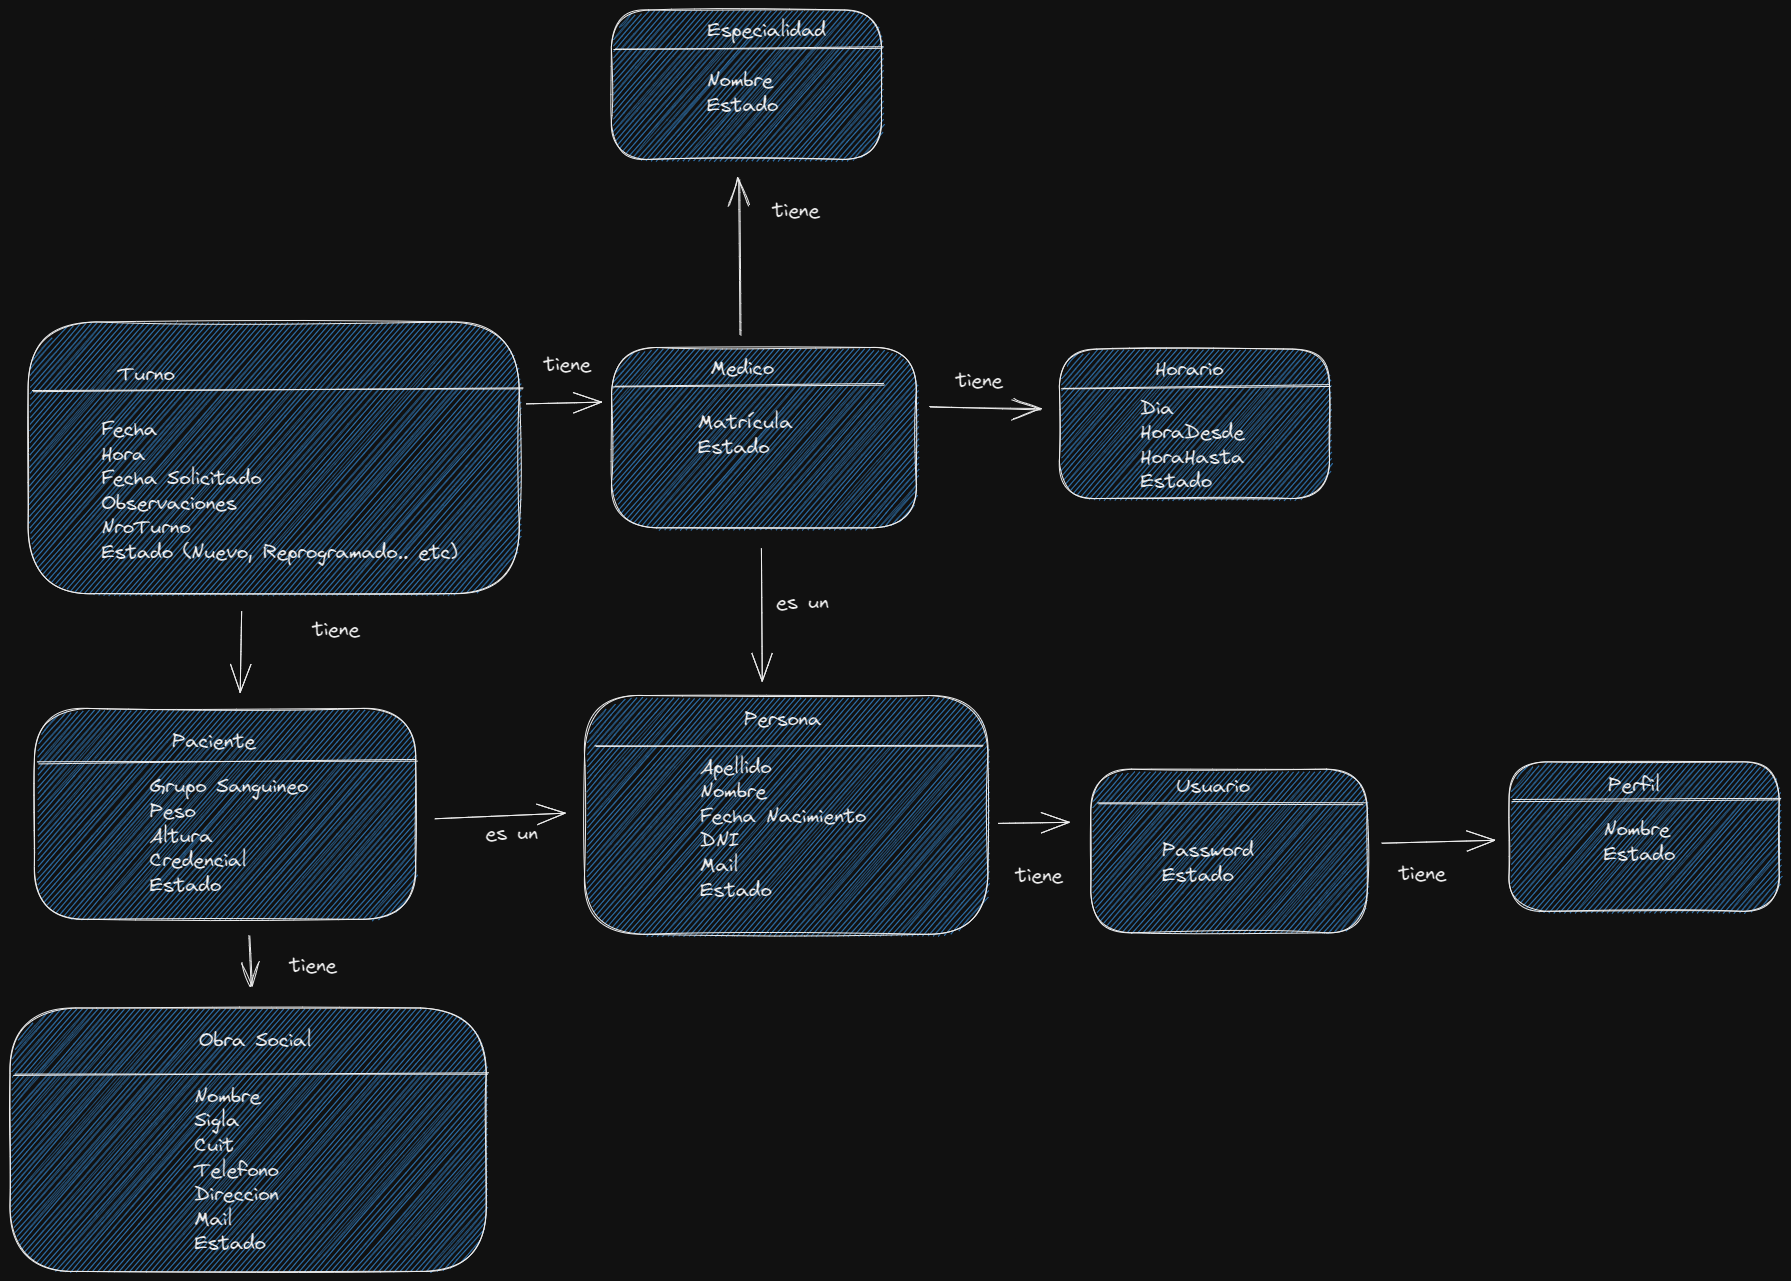 Especialidad
Nombre
Estado
tiene
Turno
Fecha
Hora
Fecha Solicitado
Observaciones
NroTurno
Estado (Nuevo, Reprogramado.. etc)
tiene
Medico
Matrícula
Estado
tiene
Horario
Dia
HoraDesde
HoraHasta
Estado
tiene
es un
Paciente
Grupo Sanguineo
Peso
Altura
Credencial
Estado
es un
Persona
Apellido
Nombre
Fecha Nacimiento
DNI
Mail
Estado
tiene
Usuario
Password
Estado
tiene
Perfil
Nombre
Estado
tiene
Obra Social
Nombre
Sigla
Cuit
Telefono
Direccion
Mail
Estado